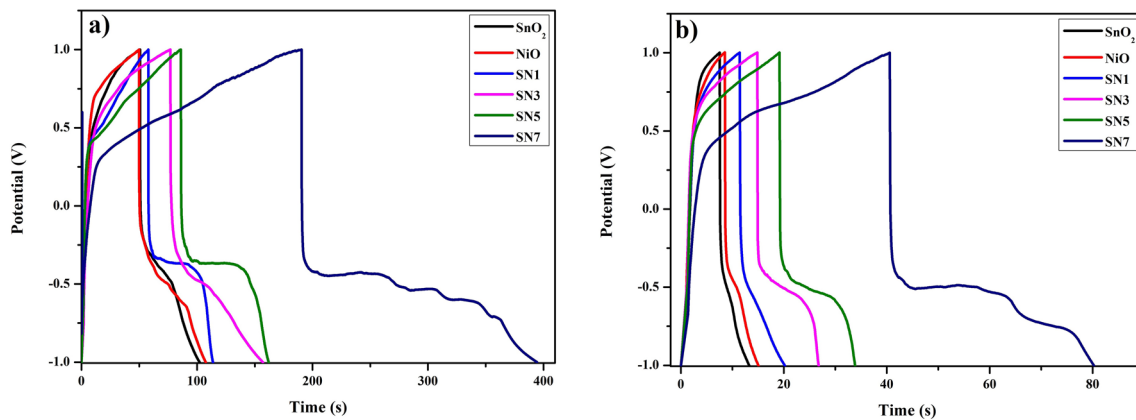 a)
SnO₂
NiO
SN1
SN3
SN5
SN7
Potential (V)
1.0
0.5
0.0
-0.5
-1.0
0 100 200 300 400
Time (s)
b)
SnO₂
NiO
SN1
SN3
SN5
SN7
Potential (V)
1.0
0.5
0.0
-0.5
-1.0
0 20 40 60 80
Time (s)